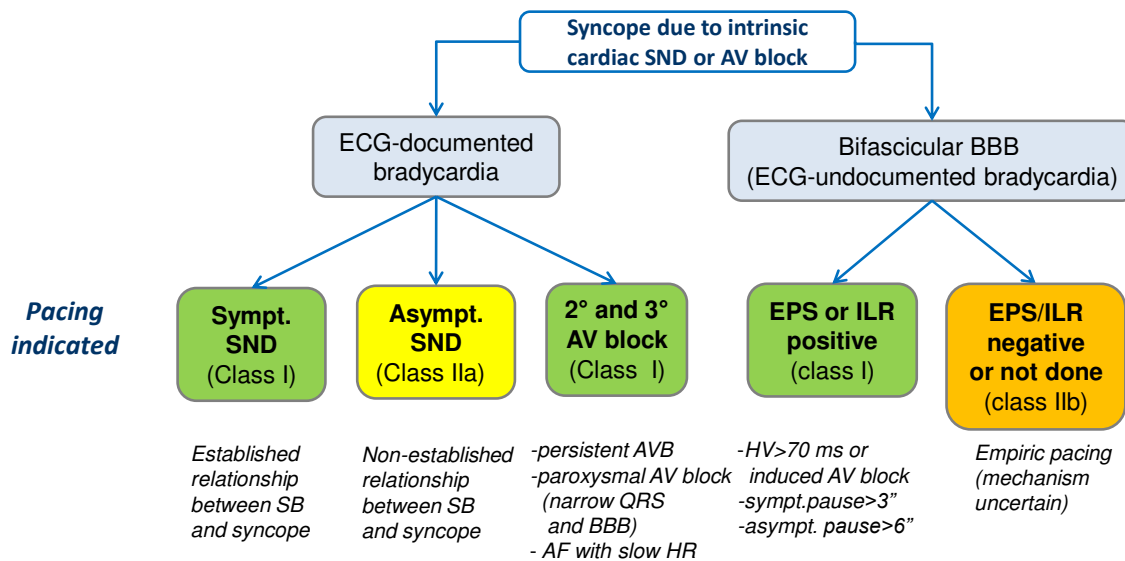 Syncope due to intrinsic
cardiac SND or AV block
ECG-documented
bradycardia
Bifascicular BBB
(ECG-undocumented bradycardia)
Pacing
indicated
Sympt.
SND
(Class I)
Asympt.
SND
(Class IIa)
2° and 3°
AV block
(Class I)
EPS or ILR
positive
(class I)
EPS/ILR
negative
or not done
(class IIb)
Established
relationship
between SB
and syncope
Non-established
relationship
between SB
and syncope
-persistent AVB
-paroxysmal AV block
(narrow QRS
and BBB)
- AF with slow HR
-HV>70 ms or
induced AV block
-sympt.pause>3”
-asympt. pause>6”
Empiric pacing
(mechanism
uncertain)